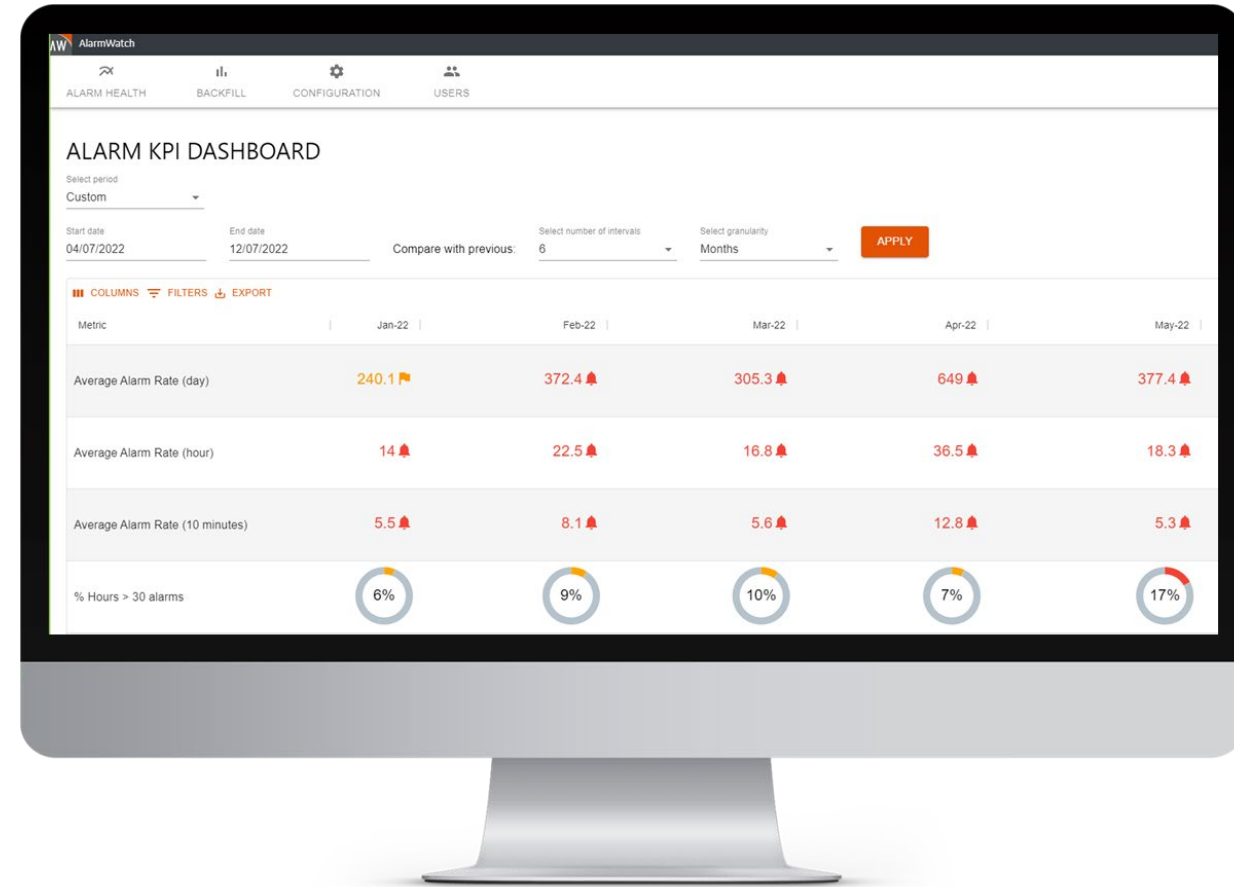 AW AlarmWatch
ALARM HEALTH BACKFILL CONFIGURATION USERS
ALARM KPI DASHBOARD
Select period
Custom
Start date End date Select number of intervals Select granularity
04/07/2022 12/07/2022 Compare with previous: 6 Months APPLY
COLUMNS FILTERS EXPORT
Metric Jan-22 Feb-22 Mar-22 Apr-22 May-22
Average Alarm Rate (day) 240.1 372.4 305.3 649 377.4
Average Alarm Rate (hour) 14 22.5 16.8 36.5 18.3
Average Alarm Rate (10 minutes) 5.5 8.1 5.6 12.8 5.3
% Hours > 30 alarms 6% 9% 10% 7% 17%